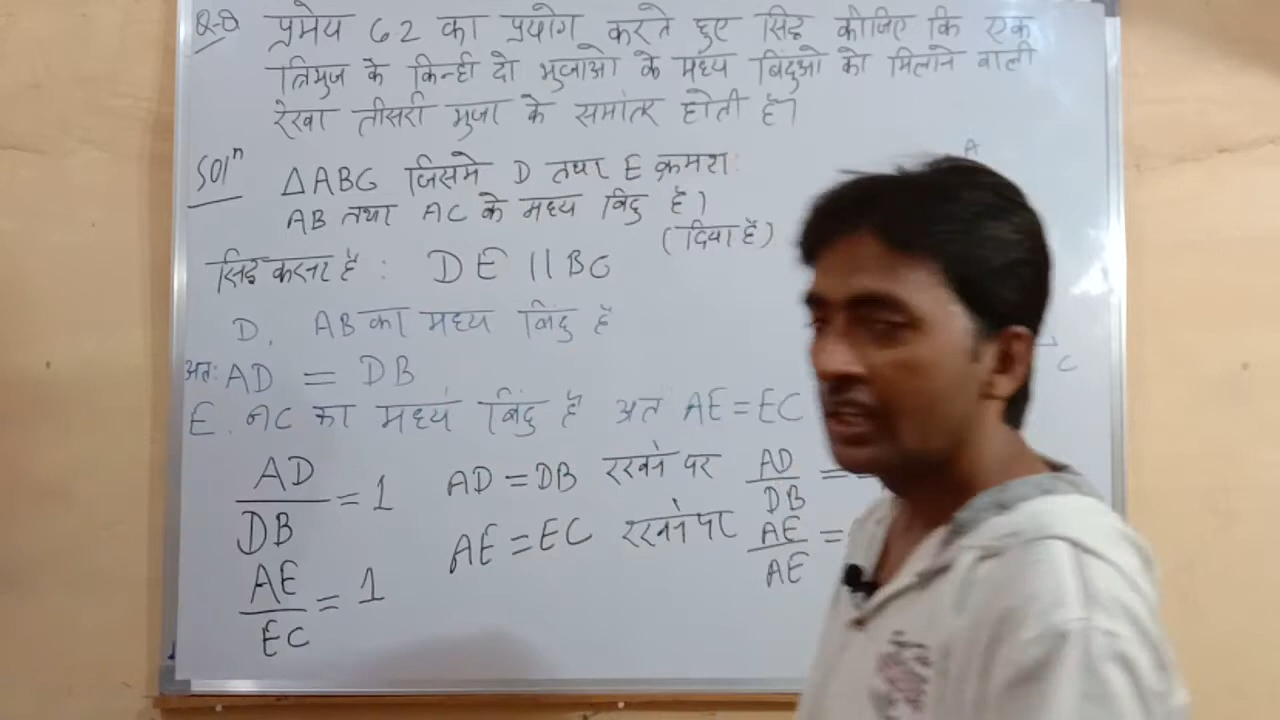 Q-8 प्रमेय 6.2 का प्रयोग करते हुए सिद्ध कीजिए कि एक
त्रिभुज के किन्ही दो भुजाओ के मध्य बिंदुओ को मिलाने वाली
रेखा तीसरी भुजा के समांतर होती है।
Solⁿ ΔABC जिसमे D तथा E क्रमश:
AB तथा AC के मध्य बिंदु है।
(दिया है)
सिद्ध करना है : DE || BC
D, AB का मध्य बिंदु है
अत: AD = DB
E, AC का मध्य बिंदु है अत AE = EC
AD/DB = 1 AD = DB रखने पर AD/DB =
AE/EC = 1 AE = EC रखने पर AE/AE =
A
C